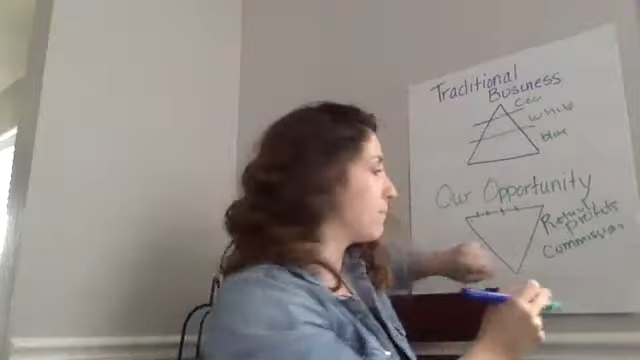 Traditional
Business
CEO
white
blue
Our Opportunity
Retail
profits
Commission